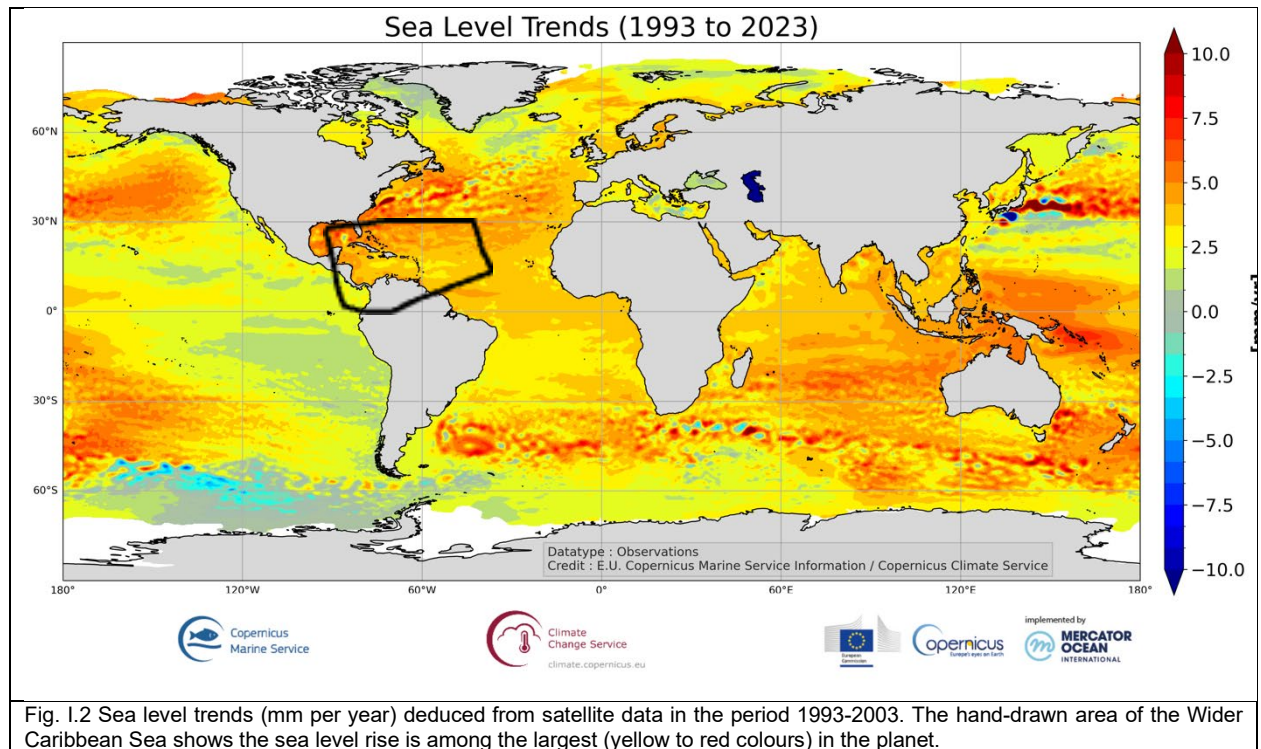 Sea Level Trends (1993 to 2023)
10.0
7.5
5.0
2.5
0.0
−2.5
−5.0
−7.5
−10.0
60°N
30°N
0°
30°S
60°S
Datatype : Observations
Credit : E.U. Copernicus Marine Service Information / Copernicus Climate Service
180°
120°W
60°W
0°
60°E
120°E
180°
Copernicus
Marine Service
Climate
Change Service
climate.copernicus.eu
European
Commission
opernicus
Europe's eyes on Earth
implemented by
MERCATOR
OCEAN
INTERNATIONAL
Fig. I.2 Sea level trends (mm per year) deduced from satellite data in the period 1993-2003. The hand-drawn area of the Wider
Caribbean Sea shows the sea level rise is among the largest (yellow to red colours) in the planet.